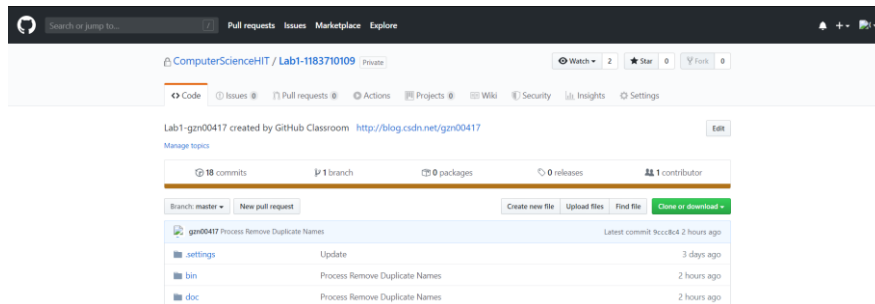 Search or jump to... /
Pull requests Issues Marketplace Explore
ComputerScienceHIT / Lab1-1183710109 Private
Watch 2 Star 0 Fork 0
Code Issues 0 Pull requests 0 Actions Projects 0 Wiki Security Insights Settings
Lab1-gzn00417 created by GitHub Classroom http://blog.csdn.net/gzn00417 Edit
Manage topics
18 commits 1 branch 0 packages 0 releases 1 contributor
Branch: master New pull request Create new file Upload files Find file Clone or download
gzn00417 Process Remove Duplicate Names Latest commit 9ccc8c4 2 hours ago
.settings Update 3 days ago
bin Process Remove Duplicate Names 2 hours ago
doc Process Remove Duplicate Names 2 hours ago